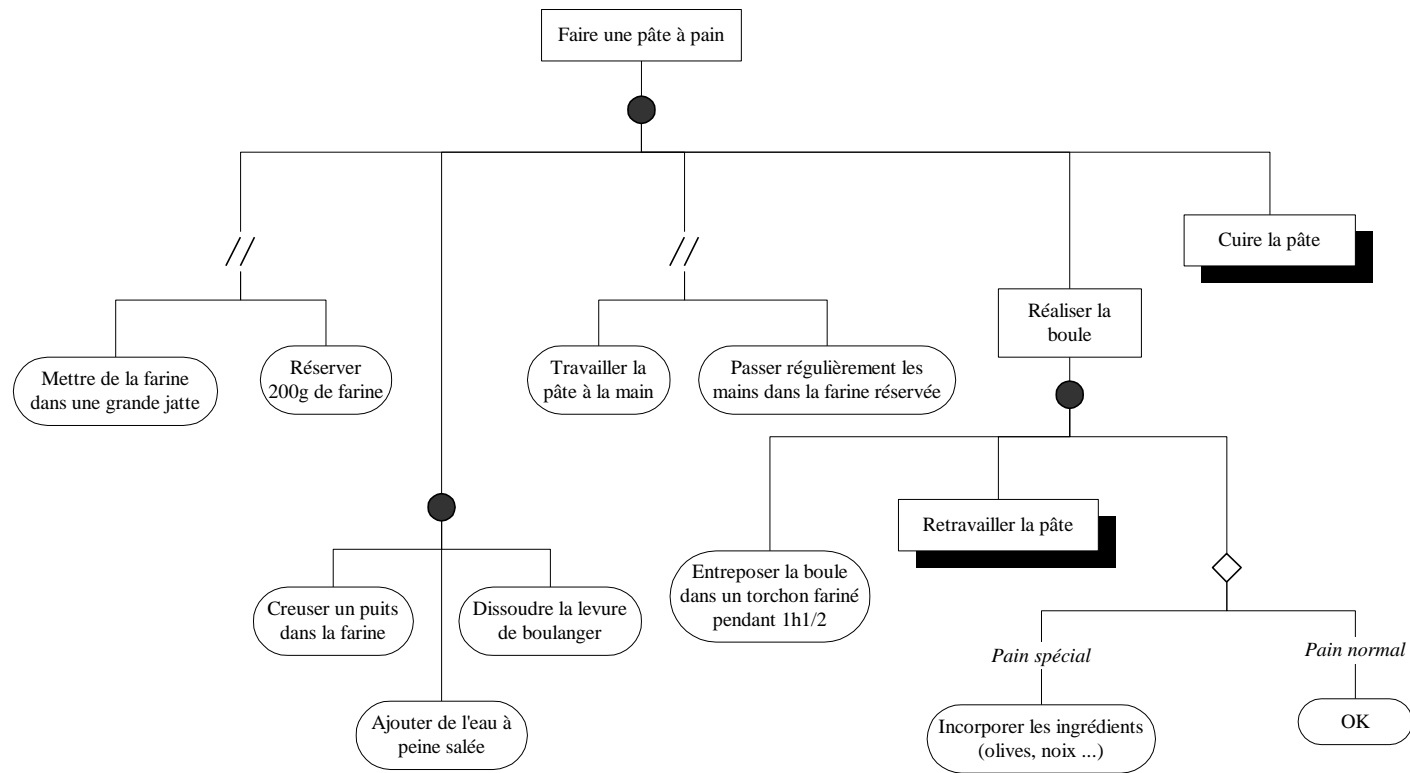 Faire une pâte à pain
Cuire la pâte
Réaliser la
boule
Mettre de la farine
dans une grande jatte
Réserver
200g de farine
Travailler la
pâte à la main
Passer régulièrement les
mains dans la farine réservée
Retravailler la pâte
Entreposer la boule
dans un torchon fariné
pendant 1h1/2
Creuser un puits
dans la farine
Dissoudre la levure
de boulanger
Pain spécial
Pain normal
Ajouter de l'eau à
peine salée
Incorporer les ingrédients
(olives, noix ...)
OK